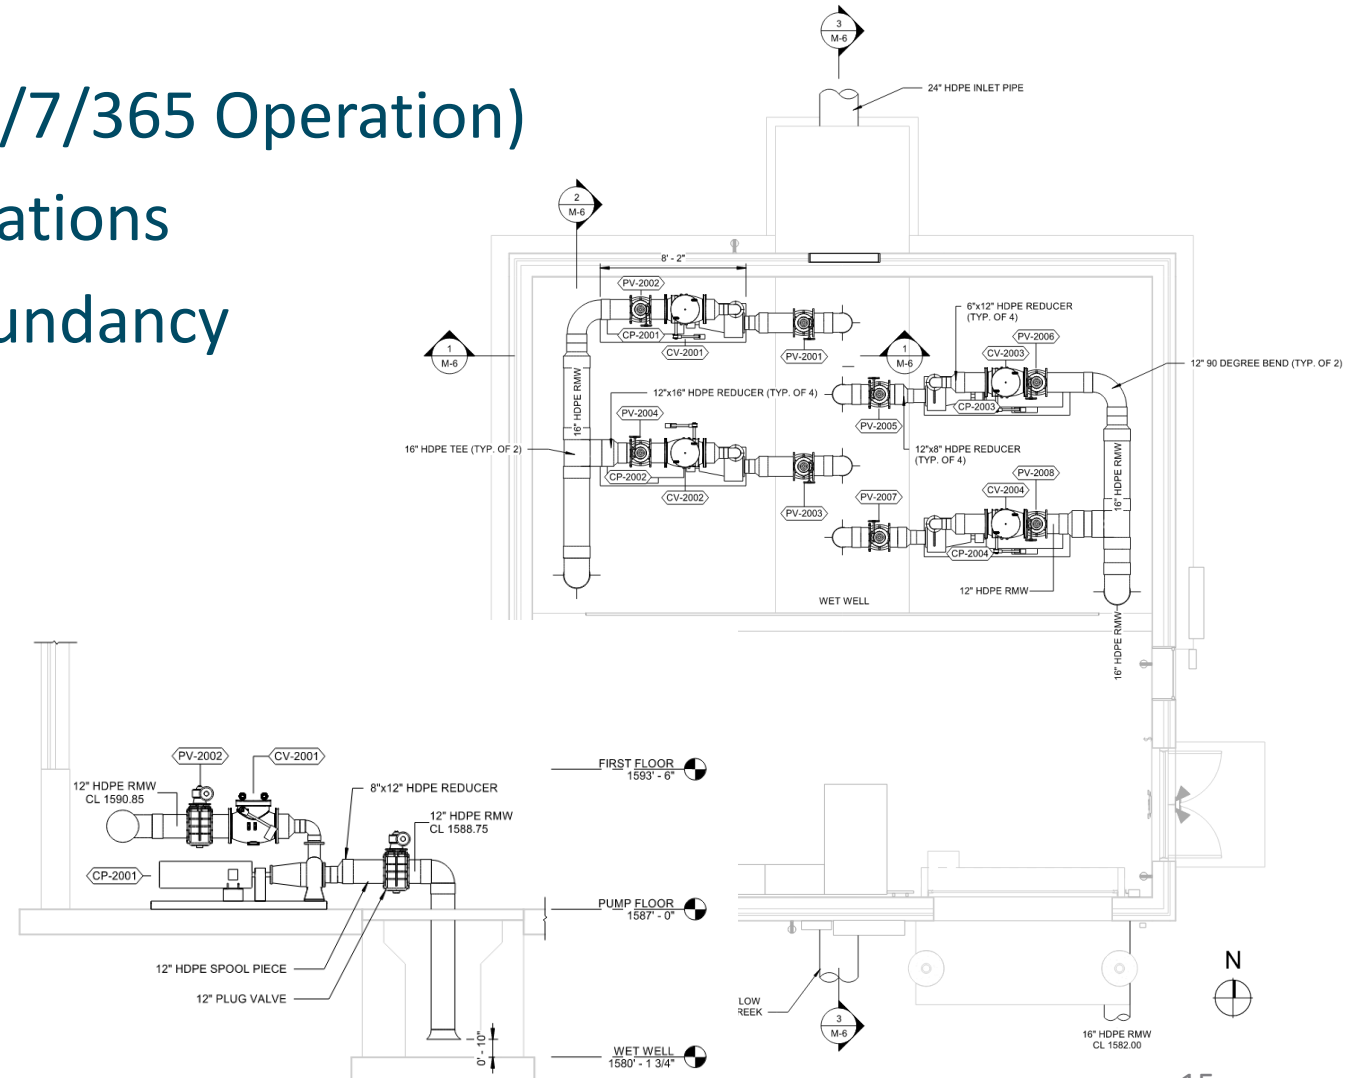 /7/365 Operation)
ations
undancy
3
M-6
24" HDPE INLET PIPE
2
M-6
8' - 2"
PV-2002
CP-2001
CV-2001
PV-2001
1
M-6
1
M-6
6"x12" HDPE REDUCER
(TYP. OF 4)
PV-2006
CV-2003
12" 90 DEGREE BEND (TYP. OF 2)
16" HDPE RMW
12"x16" HDPE REDUCER (TYP. OF 4)
CP-2003
PV-2004
PV-2005
16" HDPE TEE (TYP. OF 2)
12"x8" HDPE REDUCER
(TYP. OF 4)
16" HDPE RMW
CP-2002
CV-2002
PV-2003
PV-2008
CV-2004
PV-2007
CP-2004
12" HDPE RMW
WET WELL
16" HDPE RMW
PV-2002
CV-2001
12" HDPE RMW
CL 1590.85
8"x12" HDPE REDUCER
12" HDPE RMW
CL 1588.75
CP-2001
12" HDPE SPOOL PIECE
12" PLUG VALVE
0' - 10"
FIRST FLOOR
1593' - 6"
PUMP FLOOR
1587' - 0"
WET WELL
1580' - 1 3/4"
LOW
REEK
3
M-6
16" HDPE RMW
CL 1582.00
N